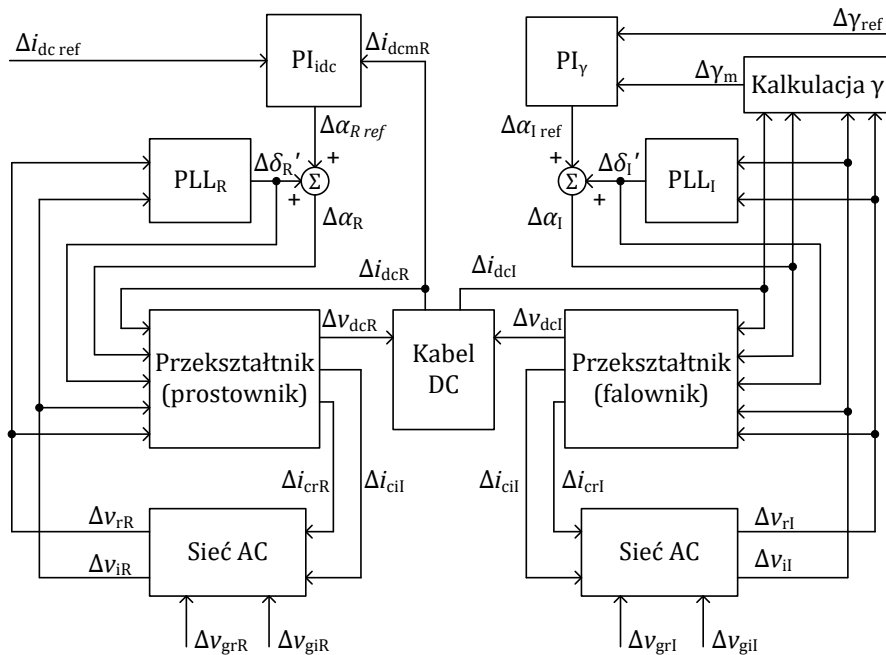 Δi_dc ref
PI_idc
Δi_dcmR
PI_γ
Δγ_ref
Δγ_m
Kalkulacja γ
Δα_R ref
+
Δα_I ref
+
PLL_R
Δδ_R′
Σ
+
Σ
+
Δδ_I′
PLL_I
Δα_R
Δα_I
Δi_dcR
Δi_dcI
Przekształtnik
(prostownik)
Δv_dcR
Kabel
DC
Δv_dcI
Przekształtnik
(falownik)
Δi_crR
Δi_ciI
Δi_ciI
Δi_crI
Δv_rR
Sieć AC
Sieć AC
Δv_rI
Δv_iR
Δv_iI
Δv_grR
Δv_giR
Δv_grI
Δv_giI